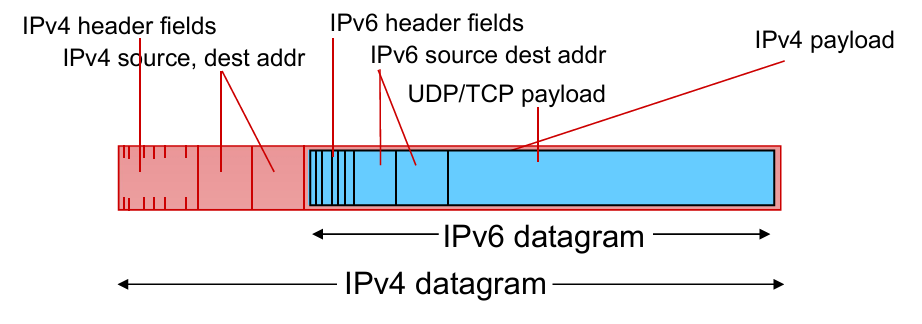 IPv4 header fields
IPv6 header fields
IPv4 payload
IPv4 source, dest addr
IPv6 source dest addr
UDP/TCP payload
IPv6 datagram
IPv4 datagram